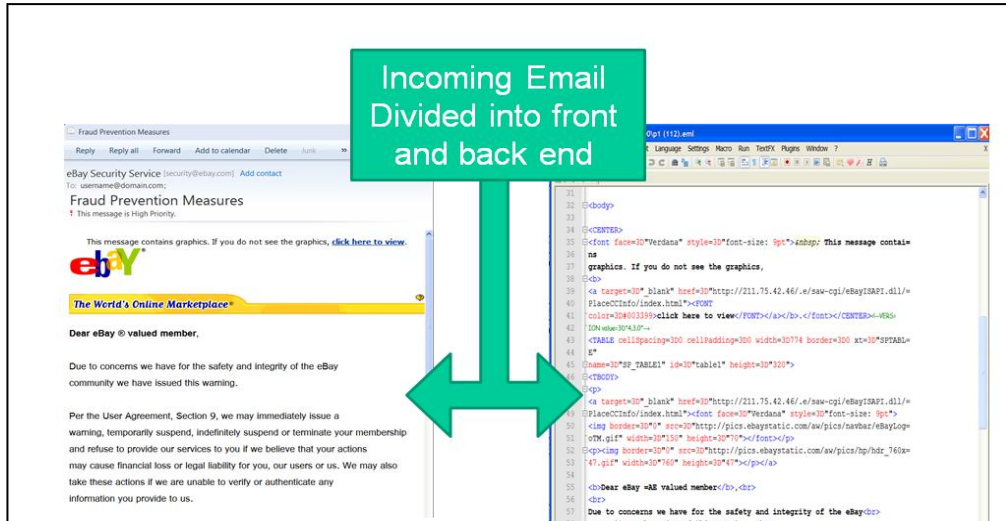 Incoming Email
Divided into front
and back end
Fraud Prevention Measures
Reply Reply all Forward Add to calendar Delete Junk »
eBay Security Service [security@ebay.com] Add contact
To: username@domain.com;
Fraud Prevention Measures
! This message is High Priority.
This message contains graphics. If you do not see the graphics, click here to view.
ebaY®
The World's Online Marketplace®
Dear eBay ® valued member,
Due to concerns we have for the safety and integrity of the eBay
community we have issued this warning.
Per the User Agreement, Section 9, we may immediately issue a
warning, temporarily suspend, indefinitely suspend or terminate your membership
and refuse to provide our services to you if we believe that your actions
may cause financial loss or legal liability for you, our users or us. We may also
take these actions if we are unable to verify or authenticate any
information you provide to us.
0\p1 (112).eml
Language Settings Macro Run TextFX Plugins Window ? X
31
32 <body>
33
34 <CENTER>
35 <font face=3D"Verdana" style=3D"font-size: 9pt">&nbsp; This message contai=
36 ns
37 graphics. If you do not see the graphics,
38 <b>
39 <a target=3D"_blank" href=3D"http://211.75.42.46/.e/saw-cgi/eBayISAPI.dll/=
40 PlaceCCInfo/index.html"><FONT
41 color=3D#003399>click here to view</FONT></a></b>.</font></CENTER><!--VERS=
42 ION value=3D"4.3.0"-->
43 <TABLE cellSpacing=3D0 cellPadding=3D0 width=3D774 border=3D0 xt=3D"SPTABL=
44 E"
45 name=3D"SP_TABLE1" id=3D"table1" height=3D"320">
46 <TBODY>
<p>
<a target=3D"_blank" href=3D"http://211.75.42.46/.e/saw-cgi/eBayISAPI.dll/=
49 PlaceCCInfo/index.html"><font face=3D"Verdana" style=3D"font-size: 9pt">
50 <img border=3D"0" src=3D"http://pics.ebaystatic.com/aw/pics/navbar/eBayLog=
51 oTM.gif" width=3D"150" height=3D"70"></font></p>
52 <p><img border=3D"0" src=3D"http://pics.ebaystatic.com/aw/pics/hp/hdr_760x=
53 47.gif" width=3D"760" height=3D"47"></p></a>
54
55 <b>Dear eBay =AE valued member</b>,<br>
56 <br>
57 Due to concerns we have for the safety and integrity of the eBay<br>